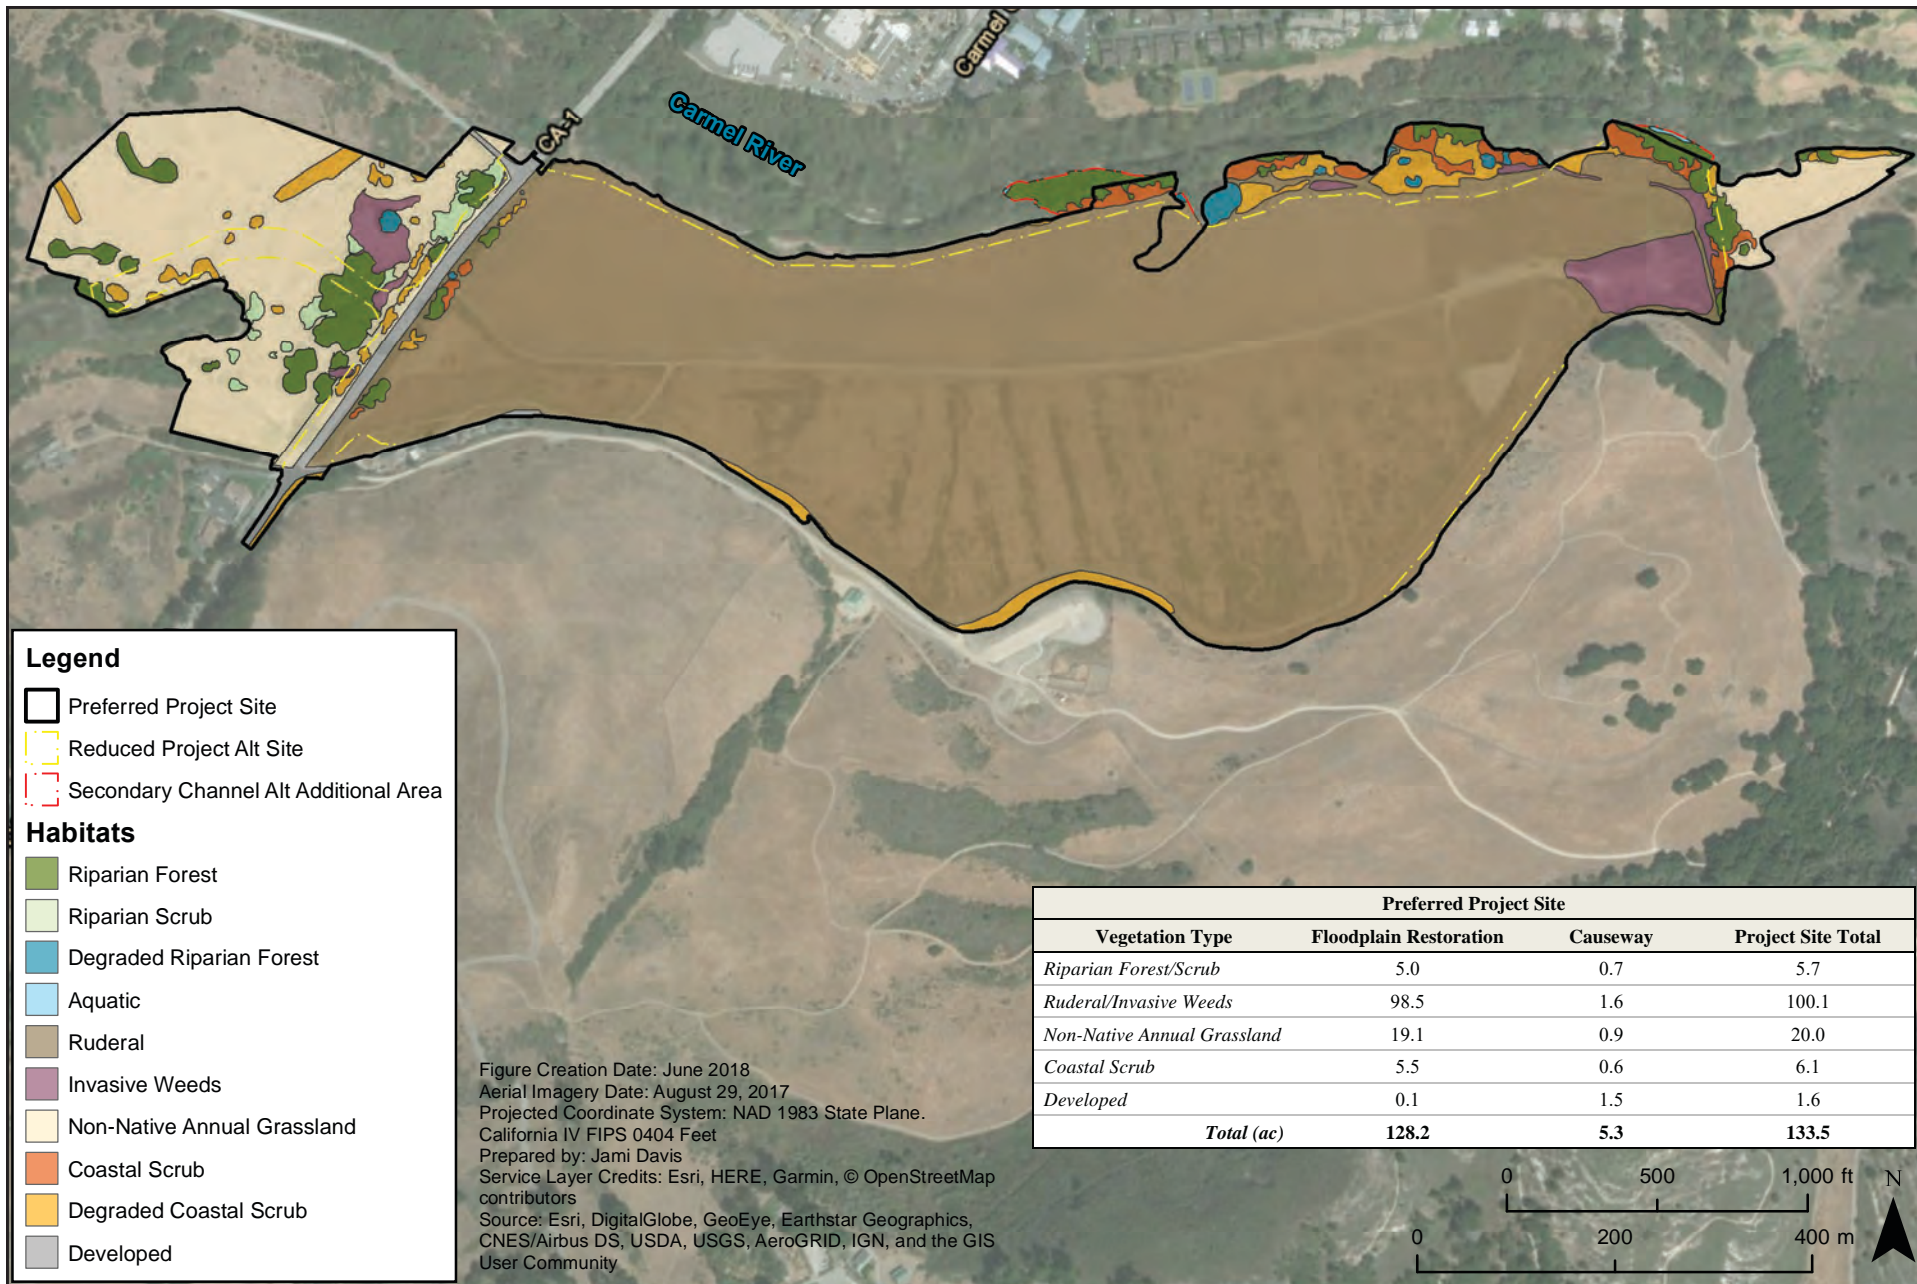 Carmel
CA-1
Carmel River
Legend
Preferred Project Site
Reduced Project Alt Site
Secondary Channel Alt Additional Area
Habitats
Riparian Forest
Riparian Scrub
Degraded Riparian Forest
Aquatic
Ruderal
Invasive Weeds
Non-Native Annual Grassland
Coastal Scrub
Degraded Coastal Scrub
Developed
Figure Creation Date: June 2018
Aerial Imagery Date: August 29, 2017
Projected Coordinate System: NAD 1983 State Plane.
California IV FIPS 0404 Feet
Prepared by: Jami Davis
Service Layer Credits: Esri, HERE, Garmin, © OpenStreetMap
contributors
Source: Esri, DigitalGlobe, GeoEye, Earthstar Geographics,
CNES/Airbus DS, USDA, USGS, AeroGRID, IGN, and the GIS
User Community
Preferred Project Site
Vegetation Type Floodplain Restoration Causeway Project Site Total
Riparian Forest/Scrub 5.0 0.7 5.7
Ruderal/Invasive Weeds 98.5 1.6 100.1
Non-Native Annual Grassland 19.1 0.9 20.0
Coastal Scrub 5.5 0.6 6.1
Developed 0.1 1.5 1.6
Total (ac) 128.2 5.3 133.5
0 500 1,000 ft
N
0 200 400 m